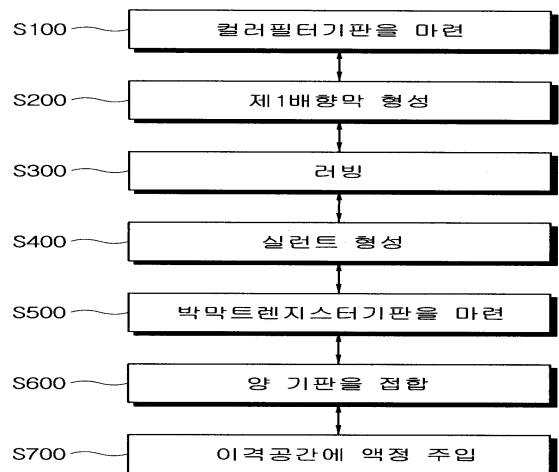 S100 컬러필터기판을 마련
S200 제1배향막 형성
S300 러빙
S400 실런트 형성
S500 박막트렌지스터기판을 마련
S600 양 기판을 접합
S700 이격공간에 액정 주입